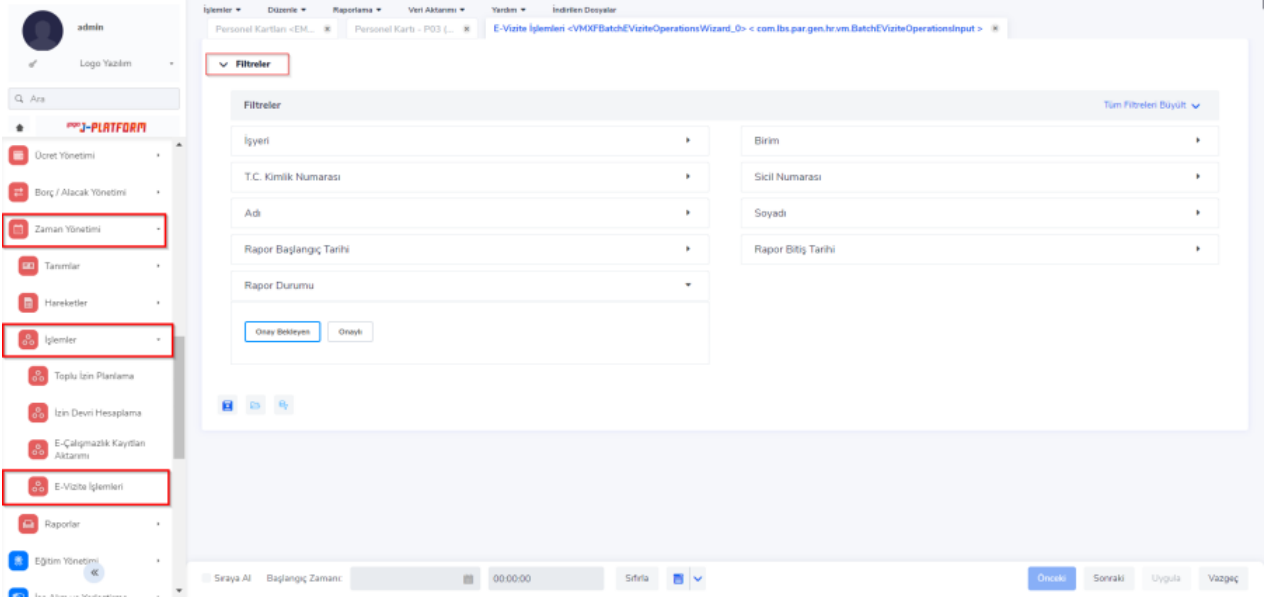 admin
Logo Yazılım
Ara
J-PLATFORM
Ücret Yönetimi
Borç / Alacak Yönetimi
Zaman Yönetimi
Tanımlar
Hareketler
İşlemler
Toplu İzin Planlama
İzin Devri Hesaplama
E-Çalışmazlık Kayıtları
Aktarımı
E-Vizite İşlemleri
Raporlar
Eğitim Yönetimi
İşlemler Düzenle Raporlama Veri Aktarımı Yardım İndirilen Dosyalar
Personel Kartları <EM... Personel Kartı - P03 (... E-Vizite İşlemleri <VMXFBatchEViziteOperationsWizard_0> < com.lbs.par.gen.hr.vm.BatchEViziteOperationsInput >
Filtreler
Filtreler Tüm Filtreleri Büyült
İşyeri Birim
T.C. Kimlik Numarası Sicil Numarası
Adı Soyadı
Rapor Başlangıç Tarihi Rapor Bitiş Tarihi
Rapor Durumu
Onay Bekleyen Onaylı
Sıraya Al Başlangıç Zamanı: 00:00:00 Sıfırla Önceki Sonraki Uygula Vazgeç